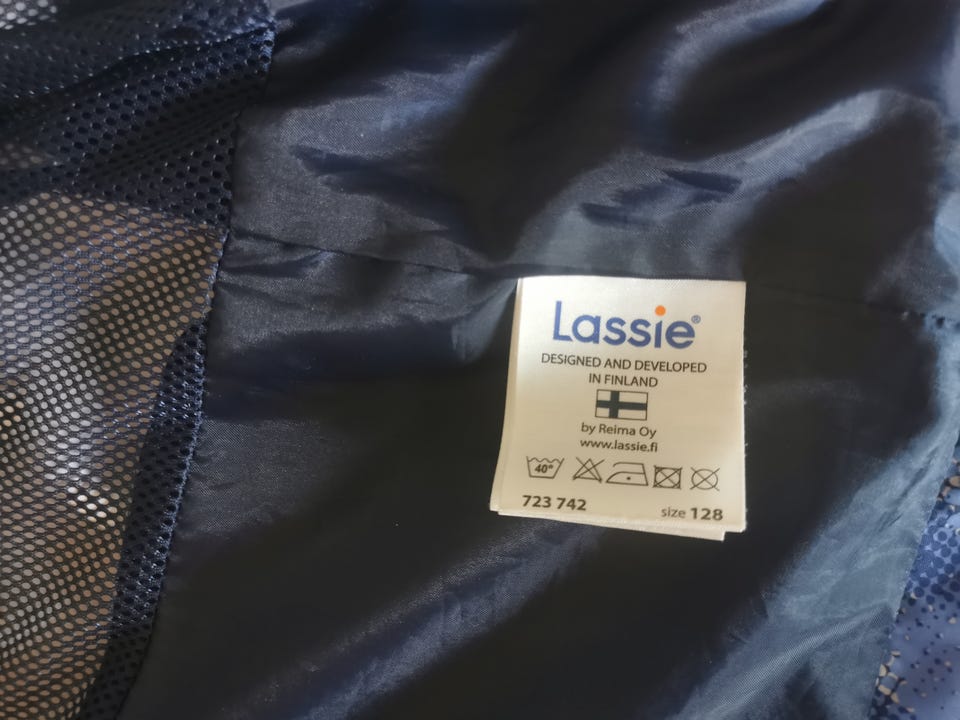 Lassie®
DESIGNED AND DEVELOPED
IN FINLAND
by Reima Oy
www.lassie.fi
40°
723 742 size 128